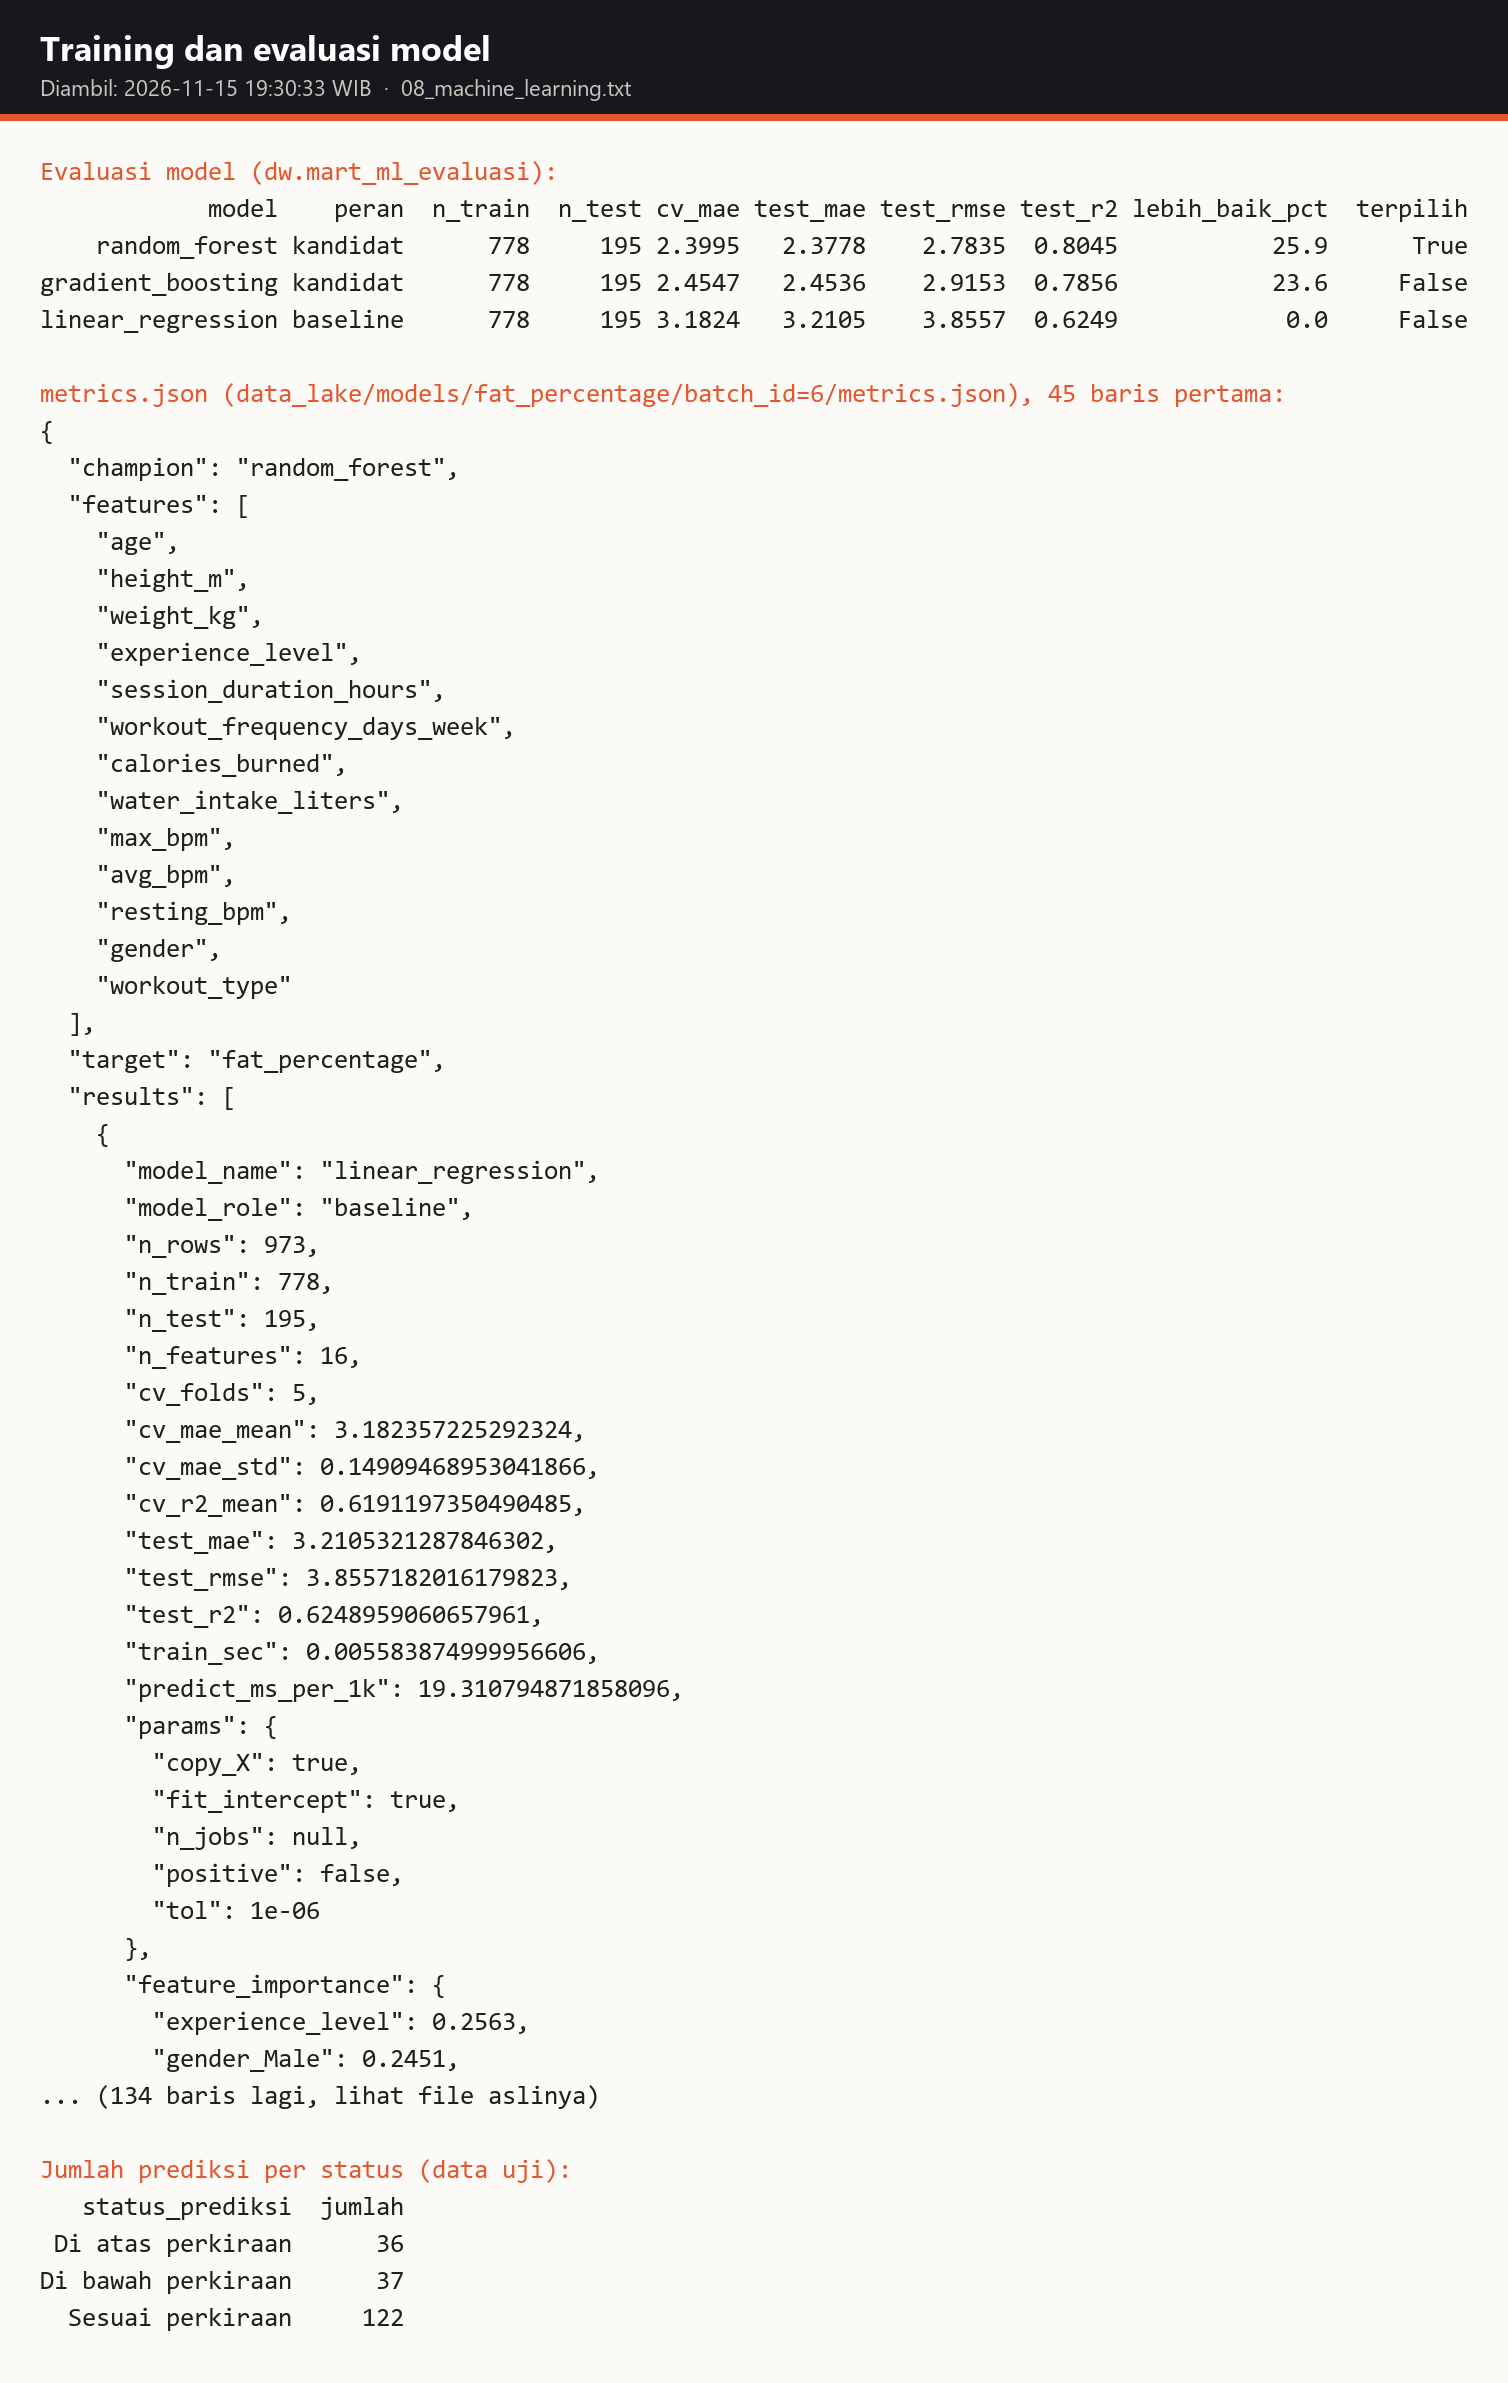 Training dan evaluasi model
Diambil: 2026-11-15 19:30:33 WIB · 08_machine_learning.txt
Evaluasi model (dw.mart_ml_evaluasi):
model peran n_train n_test cv_mae test_mae test_rmse test_r2 lebih_baik_pct terpilih
random_forest kandidat 778 195 2.3995 2.3778 2.7835 0.8045 25.9 True
gradient_boosting kandidat 778 195 2.4547 2.4536 2.9153 0.7856 23.6 False
linear_regression baseline 778 195 3.1824 3.2105 3.8557 0.6249 0.0 False
metrics.json (data_lake/models/fat_percentage/batch_id=6/metrics.json), 45 baris pertama:
{
  "champion": "random_forest",
  "features": [
    "age",
    "height_m",
    "weight_kg",
    "experience_level",
    "session_duration_hours",
    "workout_frequency_days_week",
    "calories_burned",
    "water_intake_liters",
    "max_bpm",
    "avg_bpm",
    "resting_bpm",
    "gender",
    "workout_type"
  ],
  "target": "fat_percentage",
  "results": [
    {
      "model_name": "linear_regression",
      "model_role": "baseline",
      "n_rows": 973,
      "n_train": 778,
      "n_test": 195,
      "n_features": 16,
      "cv_folds": 5,
      "cv_mae_mean": 3.182357225292324,
      "cv_mae_std": 0.14909468953041866,
      "cv_r2_mean": 0.6191197350490485,
      "test_mae": 3.2105321287846302,
      "test_rmse": 3.8557182016179823,
      "test_r2": 0.6248959060657961,
      "train_sec": 0.005583874999956606,
      "predict_ms_per_1k": 19.310794871858096,
      "params": {
        "copy_X": true,
        "fit_intercept": true,
        "n_jobs": null,
        "positive": false,
        "tol": 1e-06
      },
      "feature_importance": {
        "experience_level": 0.2563,
        "gender_Male": 0.2451,
... (134 baris lagi, lihat file aslinya)
Jumlah prediksi per status (data uji):
status_prediksi jumlah
Di atas perkiraan 36
Di bawah perkiraan 37
Sesuai perkiraan 122